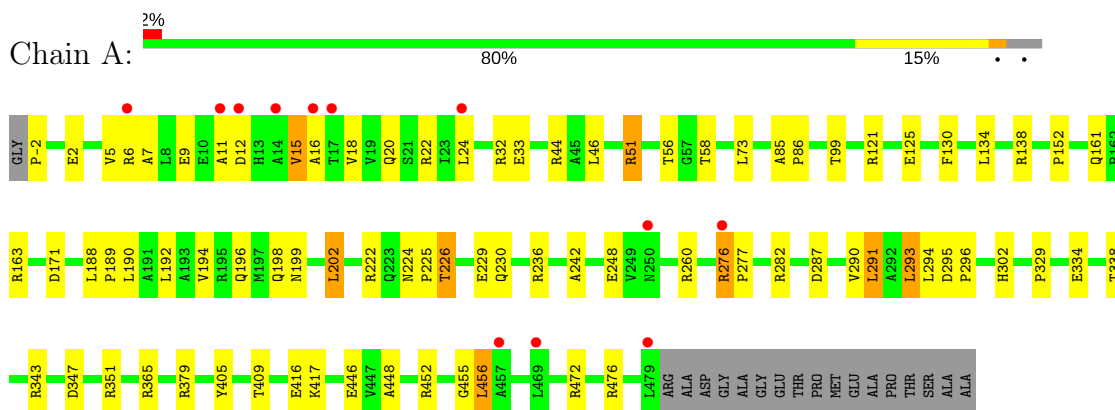 2%
Chain A:
80% 15% • •
GLY P-2 E2 V5 R6 A7 L8 E9 E10 A11 D12 H13 A14 V15 A16 T17 V18 V19 Q20 S21 R22 I23 L24 R32 E33 R44 A45 L46 R51 T56 G57 T58 L73 A85 P86 T99 R121 E125 F130 L134 R138 P152 Q161 R162
R163 D171 L188 P189 L190 A191 L192 A193 V194 R195 Q196 M197 Q198 N199 L202 R222 Q223 N224 P225 T226 E229 Q230 R236 A242 E248 V249 N250 R260 R276 P277 R282 D287 V290 L291 A292 L293 L294 D295 P296 H302 P329 E334 T338
R343 D347 R351 R365 R379 Y405 T409 E416 K417 E446 V447 A448 R452 G455 L456 A457 L469 R472 R476 L479 ARG ALA ASP GLY ALA GLY GLU THR PRO MET GLU ALA PRO THR SER ALA ALA